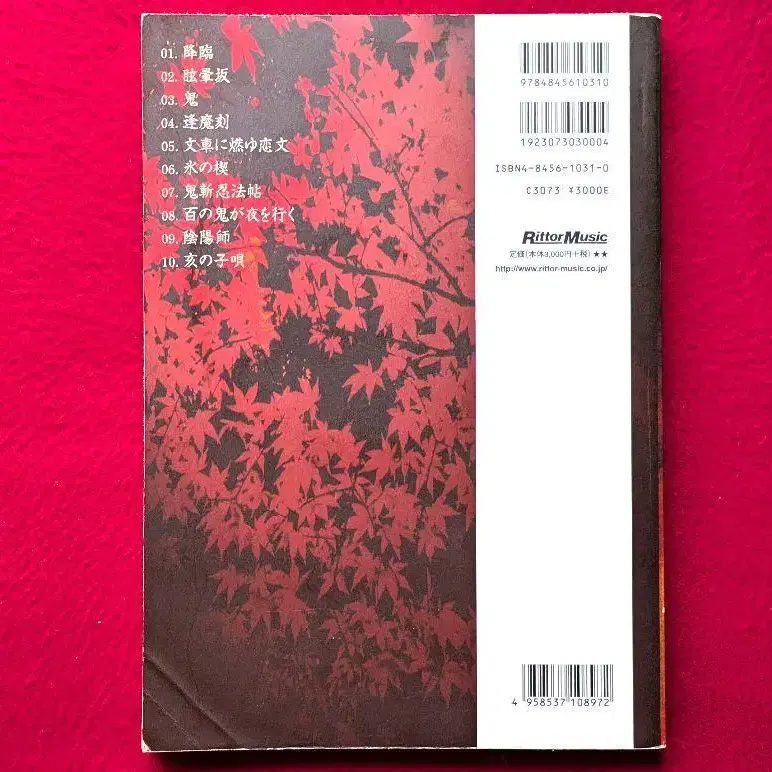 01. 降臨
02. 眩暈坂
03. 鬼
04. 逢魔刻
05. 文車に燃ゆ恋文
06. 氷の楔
07. 鬼斬忍法帖
08. 百の鬼が夜を行く
09. 陰陽師
10. 亥の子唄
9784845610310
1923073030004
ISBN4-8456-1031-0
C3073 ¥3000E
RittorMusic
定価(本体3,000円+税)★★
http://www.rittor-music.co.jp/
4 958537 108972